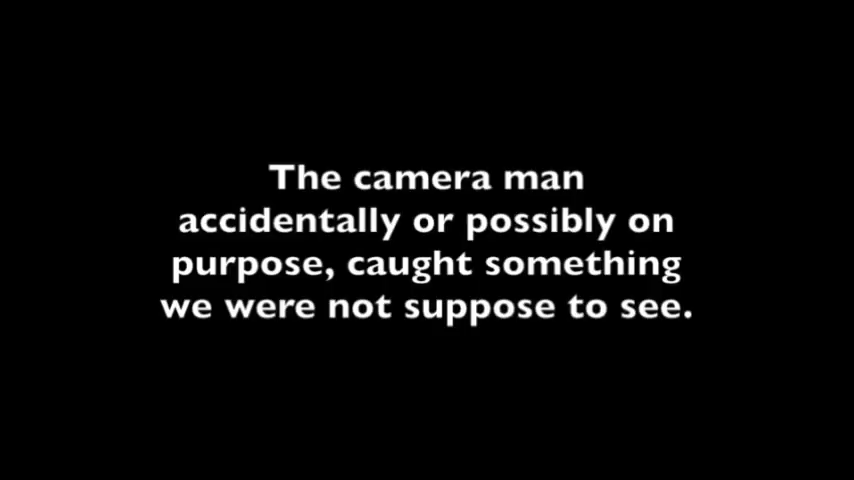 The camera man
accidentally or possibly on
purpose, caught something
we were not suppose to see.